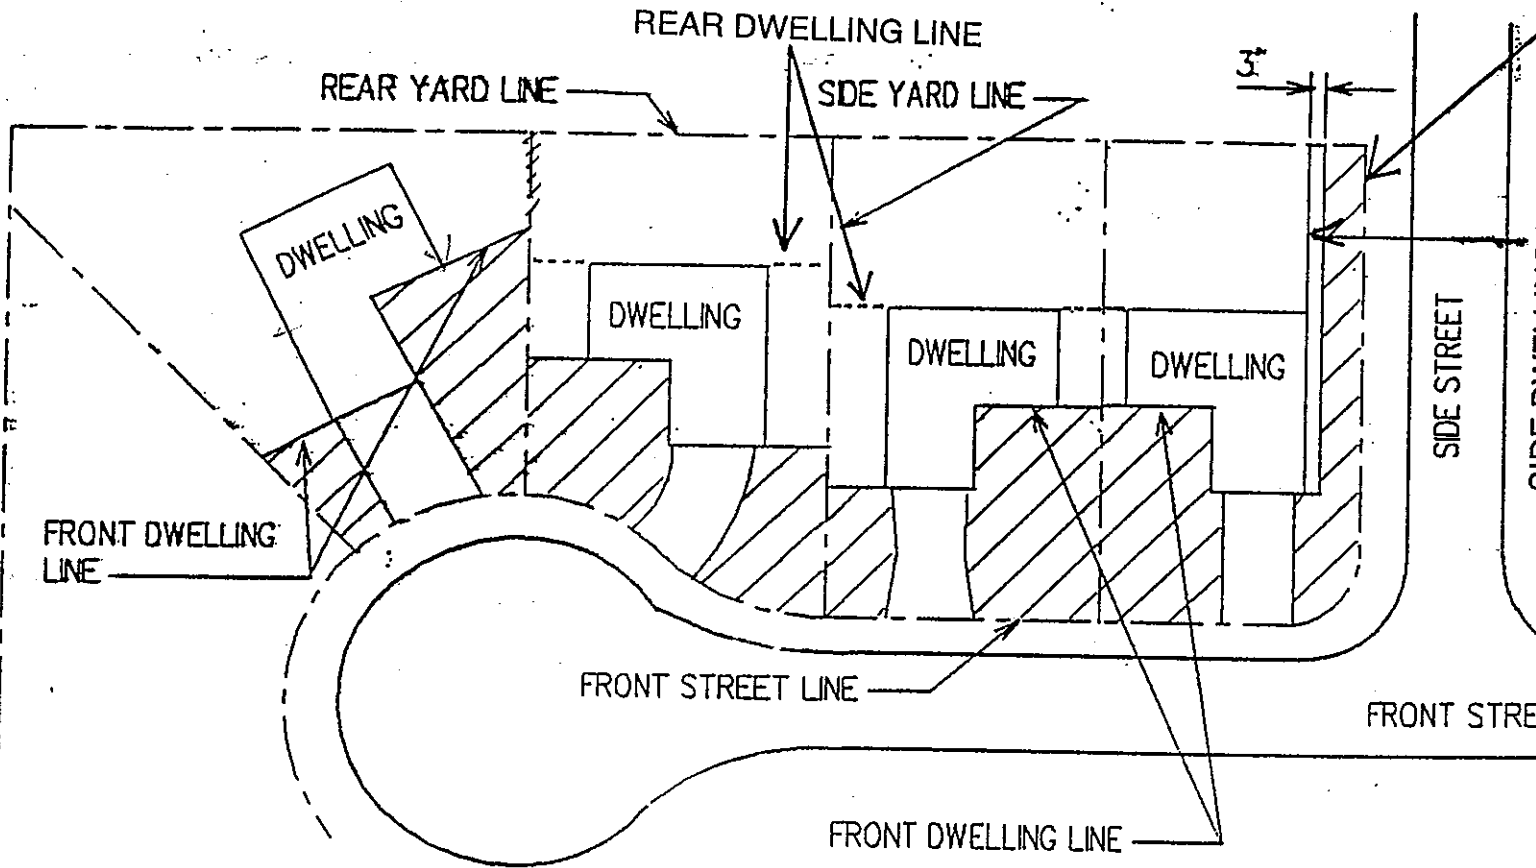 REAR DWELLING LINE
REAR YARD LINE
SIDE YARD LINE
3"
DWELLING
DWELLING
DWELLING
DWELLING
SIDE STREET
FRONT DWELLING
LINE
FRONT STREET LINE
FRONT STRE
FRONT DWELLING LINE